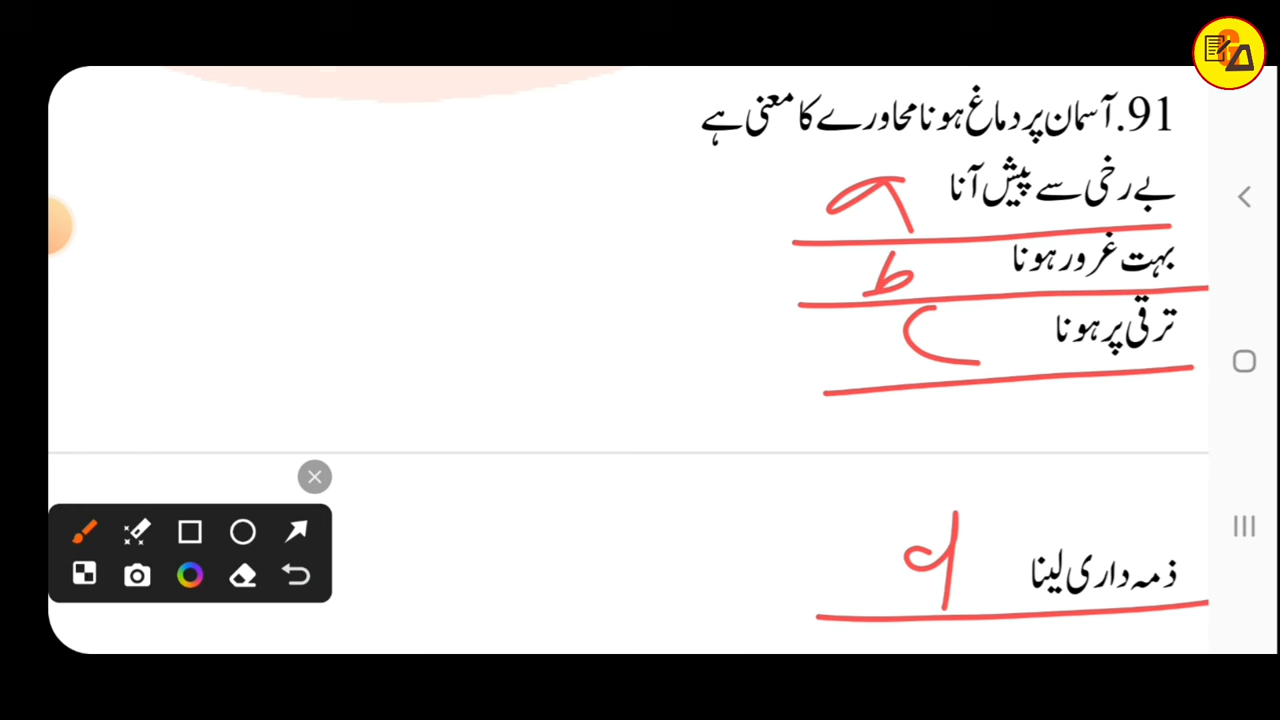 91. آسمان پر دماغ ہونا محاورے کا معنی ہے
بے رخی سے پیش آنا a
بہت غرور ہونا b
ترقی پر ہونا c
ذمہ داری لینا d